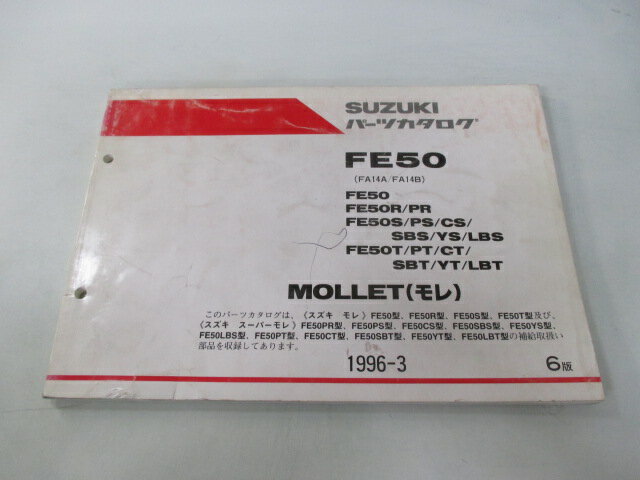 SUZUKI
パーツカタログ
FE50
(FA14A/FA14B)
FE50
FE50R/PR
FE50S/PS/CS/
SBS/YS/LBS
FE50T/PT/CT/
SBT/YT/LBT
MOLLET(モレ)
このパーツカタログは、〈スズキ モレ〉FE50型、FE50R型、FE50S型、FE50T型及び、
〈スズキ スーパーモレ〉FE50PR型、FE50PS型、FE50CS型、FE50SBS型、FE50YS型、
FE50LBS型、FE50PT型、FE50CT型、FE50SBT型、FE50YT型、FE50LBT型の補給取扱い
部品を収録してあります。
1996-3
6版